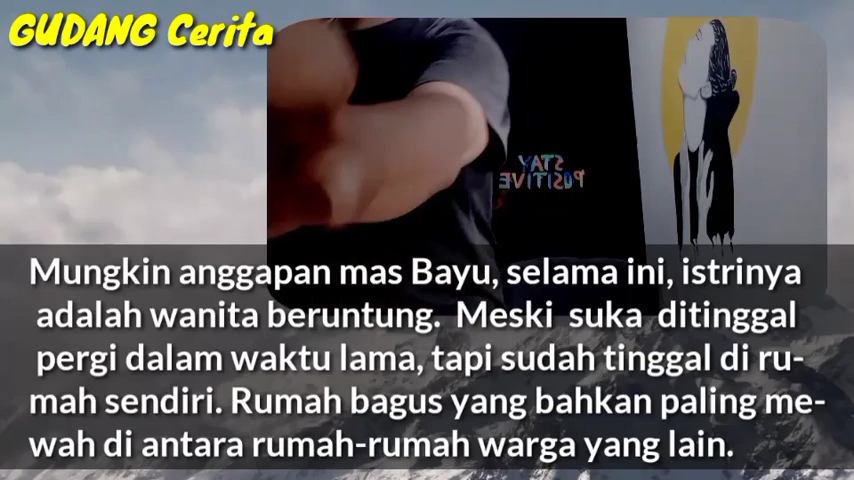 GUDANG Cerita
STAY
POSITIVE
Mungkin anggapan mas Bayu, selama ini, istrinya
adalah wanita beruntung. Meski suka ditinggal
pergi dalam waktu lama, tapi sudah tinggal di ru-
mah sendiri. Rumah bagus yang bahkan paling me-
wah di antara rumah-rumah warga yang lain.